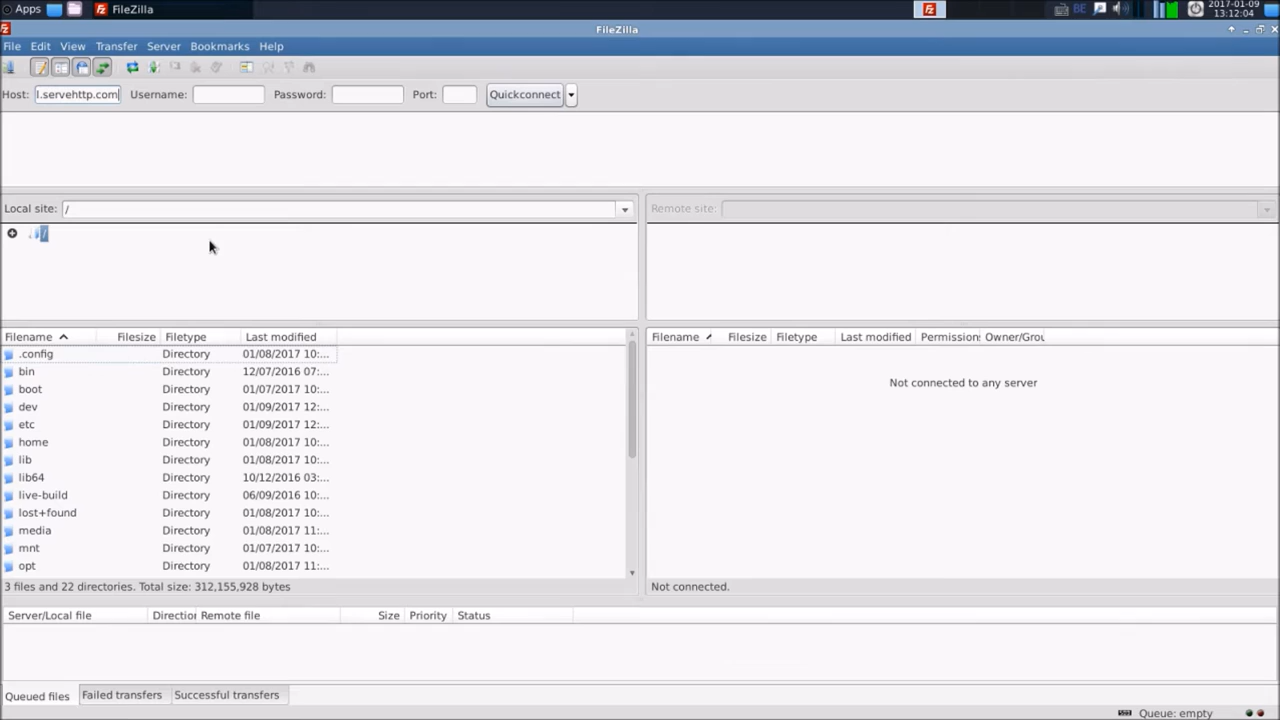 Apps FileZilla BE 2017-01-09
13:12:04
FileZilla
File Edit View Transfer Server Bookmarks Help
Host: l.servehttp.com Username: Password: Port: Quickconnect
Local site: / Remote site:
/
Filename Filesize Filetype Last modified Filename Filesize Filetype Last modified Permission: Owner/Grou
.config Directory 01/08/2017 10:...
bin Directory 12/07/2016 07:...
Not connected to any server
boot Directory 01/07/2017 10:...
dev Directory 01/09/2017 12:...
etc Directory 01/09/2017 12:...
home Directory 01/08/2017 10:...
lib Directory 01/08/2017 10:...
lib64 Directory 10/12/2016 03:...
live-build Directory 06/09/2016 10:...
lost+found Directory 01/08/2017 10:...
media Directory 01/08/2017 11:...
mnt Directory 01/07/2017 10:...
opt Directory 01/08/2017 11:...
3 files and 22 directories. Total size: 312,155,928 bytes Not connected.
Server/Local file Direction Remote file Size Priority Status
Queued files Failed transfers Successful transfers
Queue: empty